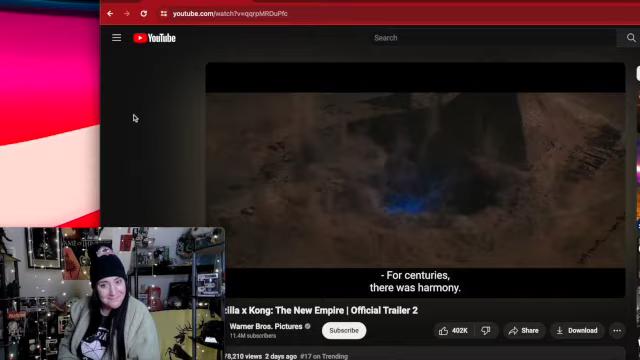 youtube.com/watch?v=qqrpMRDuPfc
YouTube
Search
- For centuries,
there was harmony.
zilla x Kong: The New Empire | Official Trailer 2
Warner Bros. Pictures
11.4M subscribers
Subscribe
402K
Share
Download
78,210 views 2 days ago #17 on Trending